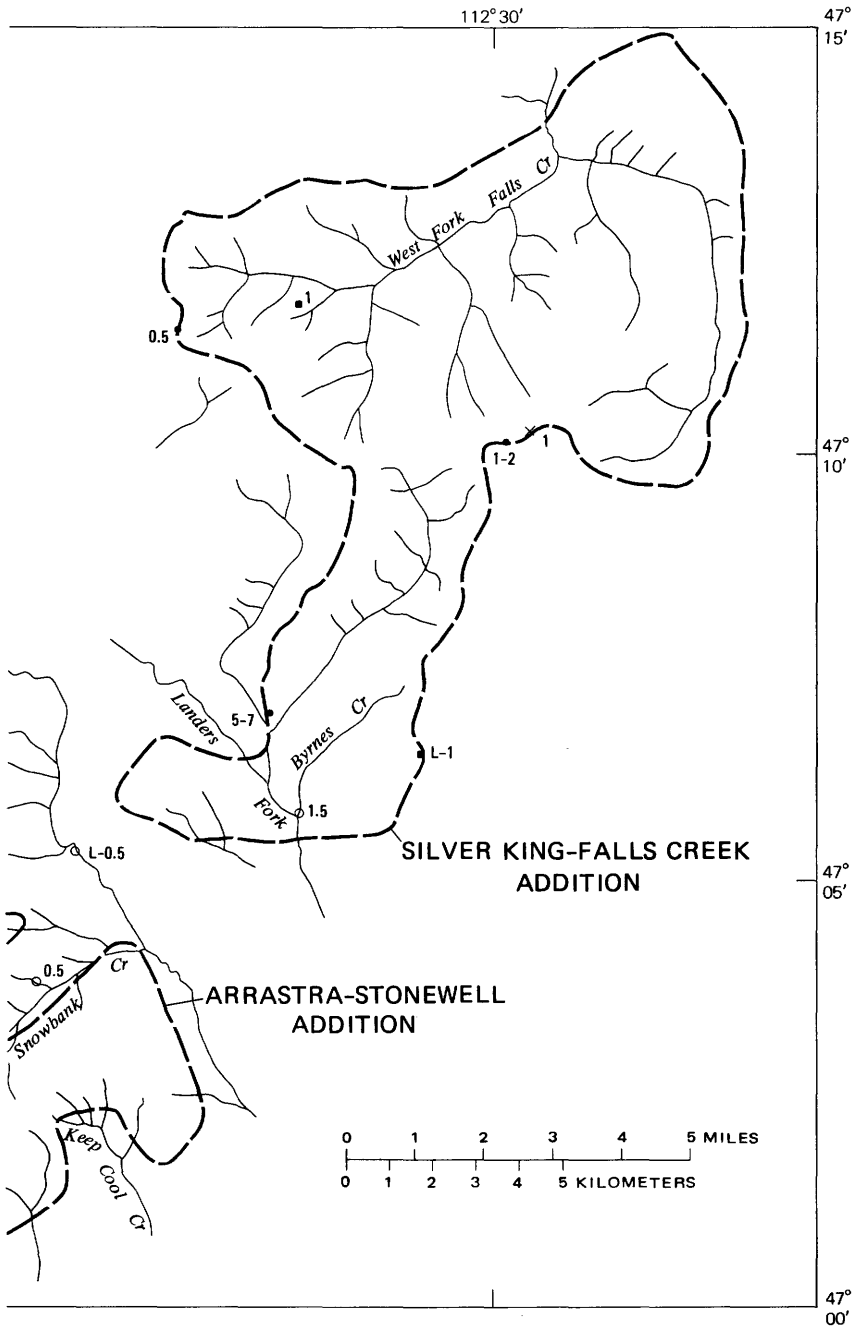 112°30′
47°
15′
West Fork Falls Cr
1
0.5
1
1-2
47°
10′
Landers Fork
5-7
Byrnes Cr
L-1
1.5
SILVER KING-FALLS CREEK
ADDITION
L-0.5
47°
05′
0.5
Snowbank Cr
ARRASTRA-STONEWELL
ADDITION
Keep Cool Cr
0 1 2 3 4 5 MILES
0 1 2 3 4 5 KILOMETERS
47°
00′